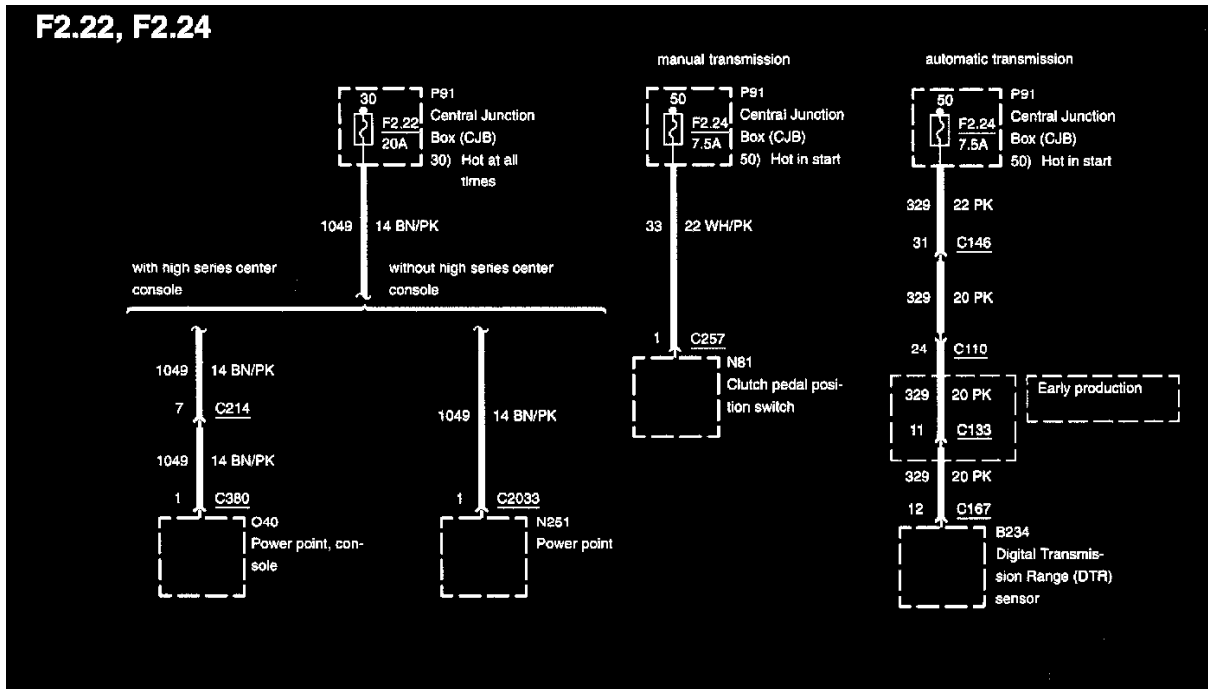 F2.22, F2.24
manual transmission
automatic transmission
30
F2.22
20A
P91
Central Junction
Box (CJB)
30) Hot at all
times
50
F2.24
7.5A
P91
Central Junction
Box (CJB)
50) Hot in start
50
F2.24
7.5A
P91
Central Junction
Box (CJB)
50) Hot in start
1049 14 BN/PK
with high series center
console
without high series center
console
1049 14 BN/PK
7 C214
1049 14 BN/PK
1 C380
O40
Power point, con-
sole
1049 14 BN/PK
1 C2033
N251
Power point
33 22 WH/PK
1 C257
N81
Clutch pedal posi-
tion switch
329 22 PK
31 C146
329 20 PK
24 C110
329 20 PK
11 C133
Early production
329 20 PK
12 C167
B234
Digital Transmis-
sion Range (DTR)
sensor